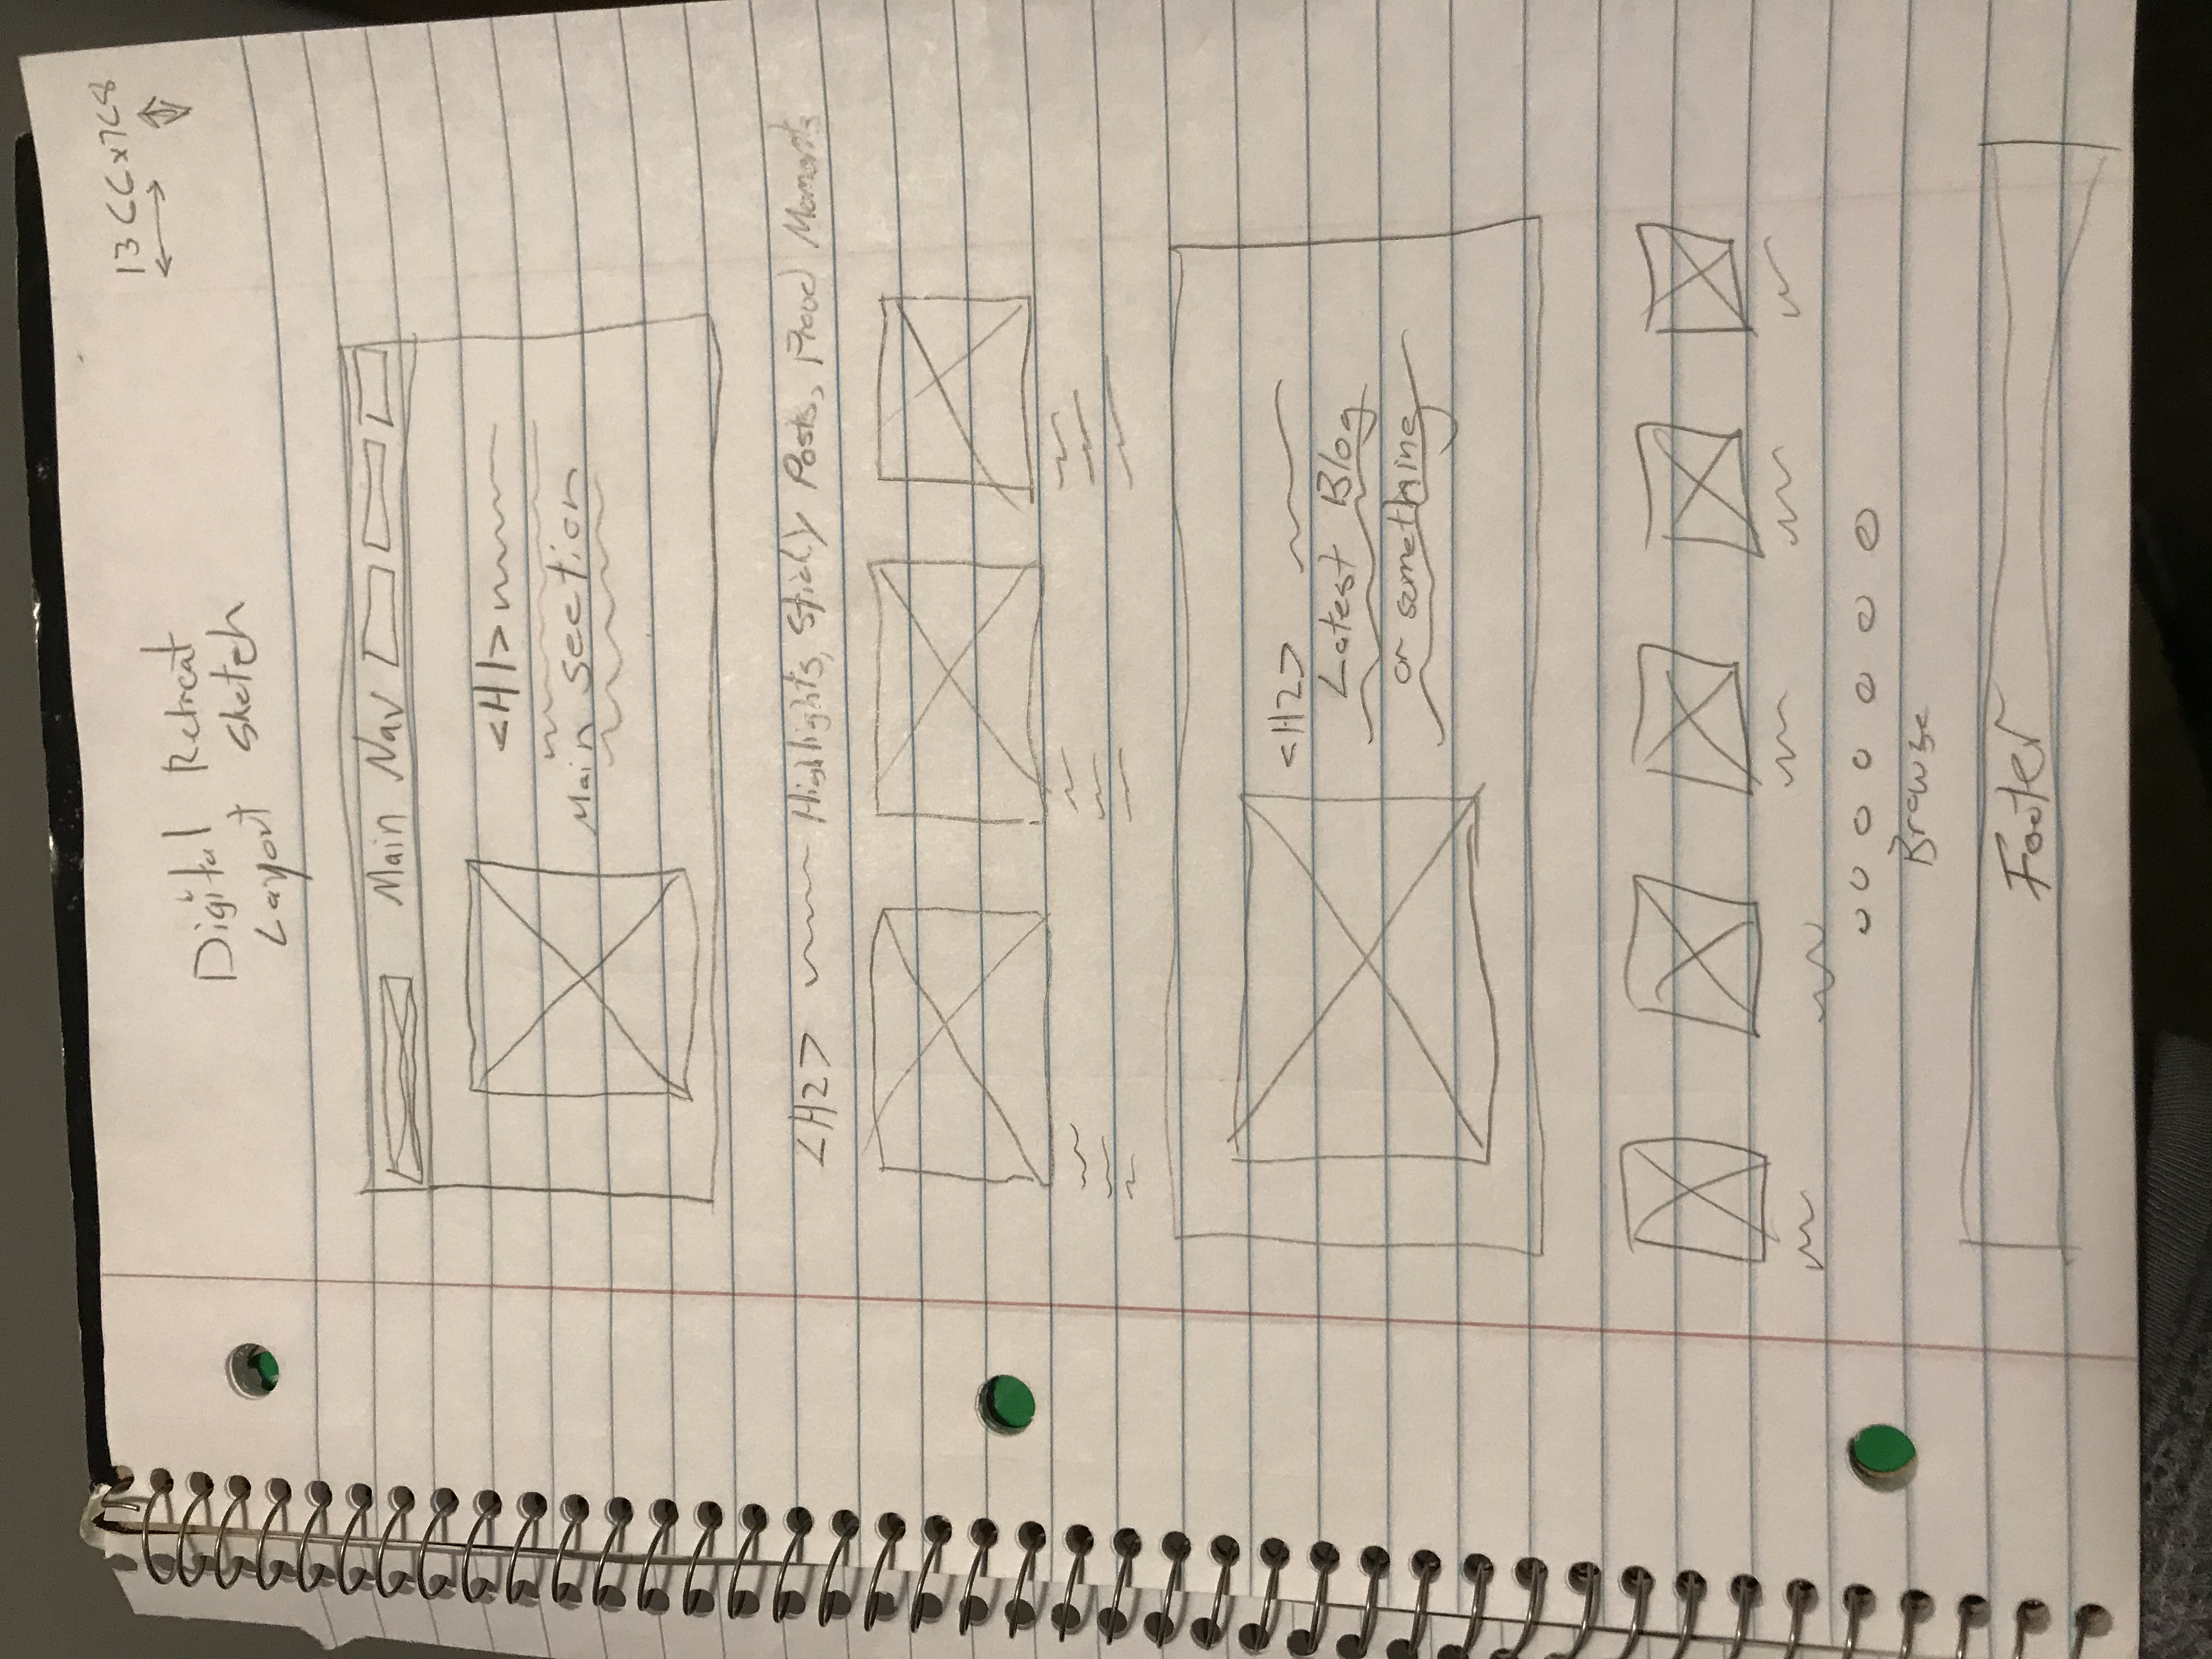 1366x768
Digital Retreat
Layout Sketch
Main Nav
<H1>
Main Section
<H2> Highlights, Sticky Posts, Proud Moments
<H2>
Latest Blog
or something
Browse
Footer